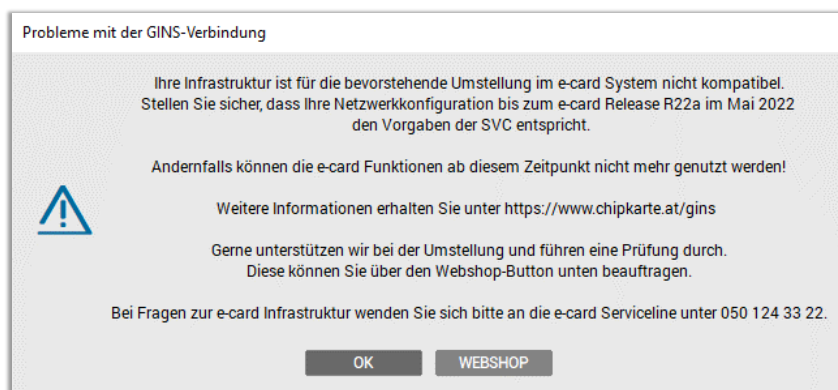 Probleme mit der GINS-Verbindung
Ihre Infrastruktur ist für die bevorstehende Umstellung im e-card System nicht kompatibel.
Stellen Sie sicher, dass Ihre Netzwerkkonfiguration bis zum e-card Release R22a im Mai 2022
den Vorgaben der SVC entspricht.
Andernfalls können die e-card Funktionen ab diesem Zeitpunkt nicht mehr genutzt werden!
Weitere Informationen erhalten Sie unter https://www.chipkarte.at/gins
Gerne unterstützen wir bei der Umstellung und führen eine Prüfung durch.
Diese können Sie über den Webshop-Button unten beauftragen.
Bei Fragen zur e-card Infrastruktur wenden Sie sich bitte an die e-card Serviceline unter 050 124 33 22.
OK WEBSHOP